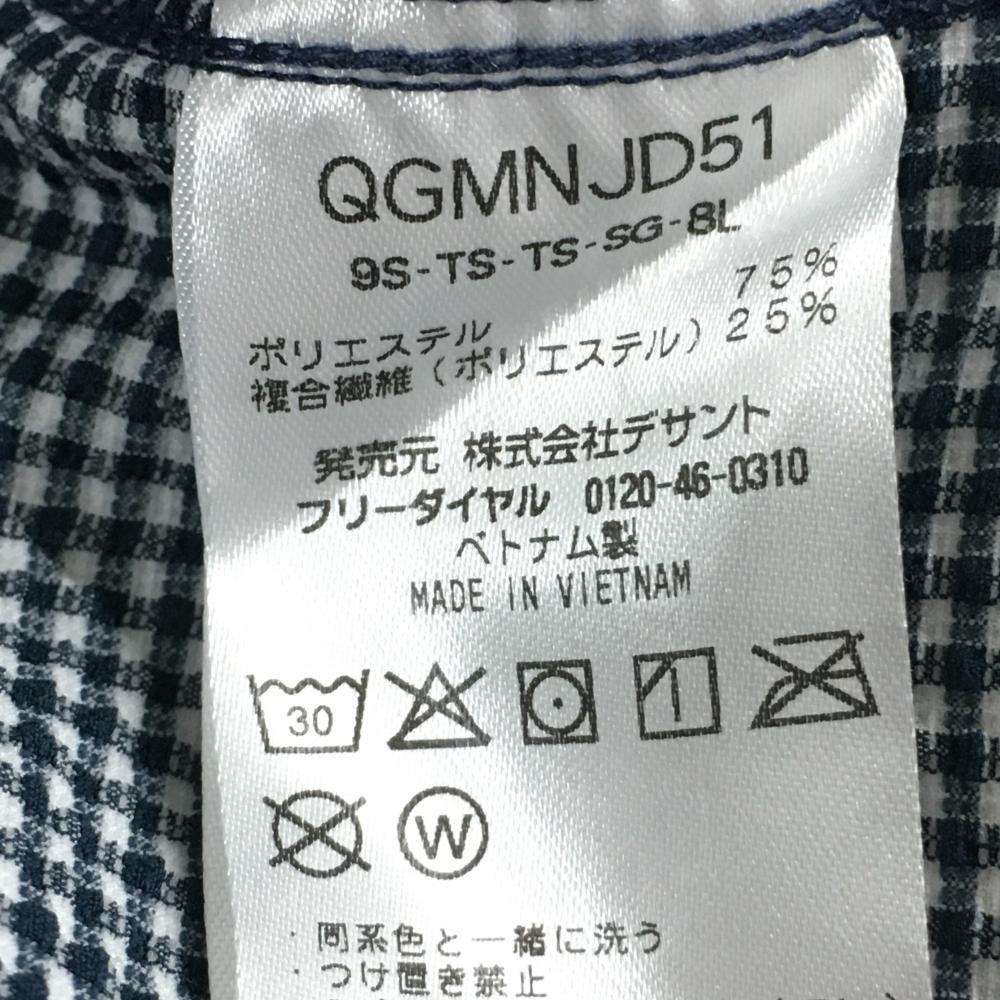 QGMNJD51
9S-TS-TS-SG-8L
ポリエステル 75%
複合繊維（ポリエステル）25%
発売元 株式会社デサント
フリーダイヤル 0120-46-0310
ベトナム製
MADE IN VIETNAM
30
W
・同系色と一緒に洗う
・つけ置き禁止